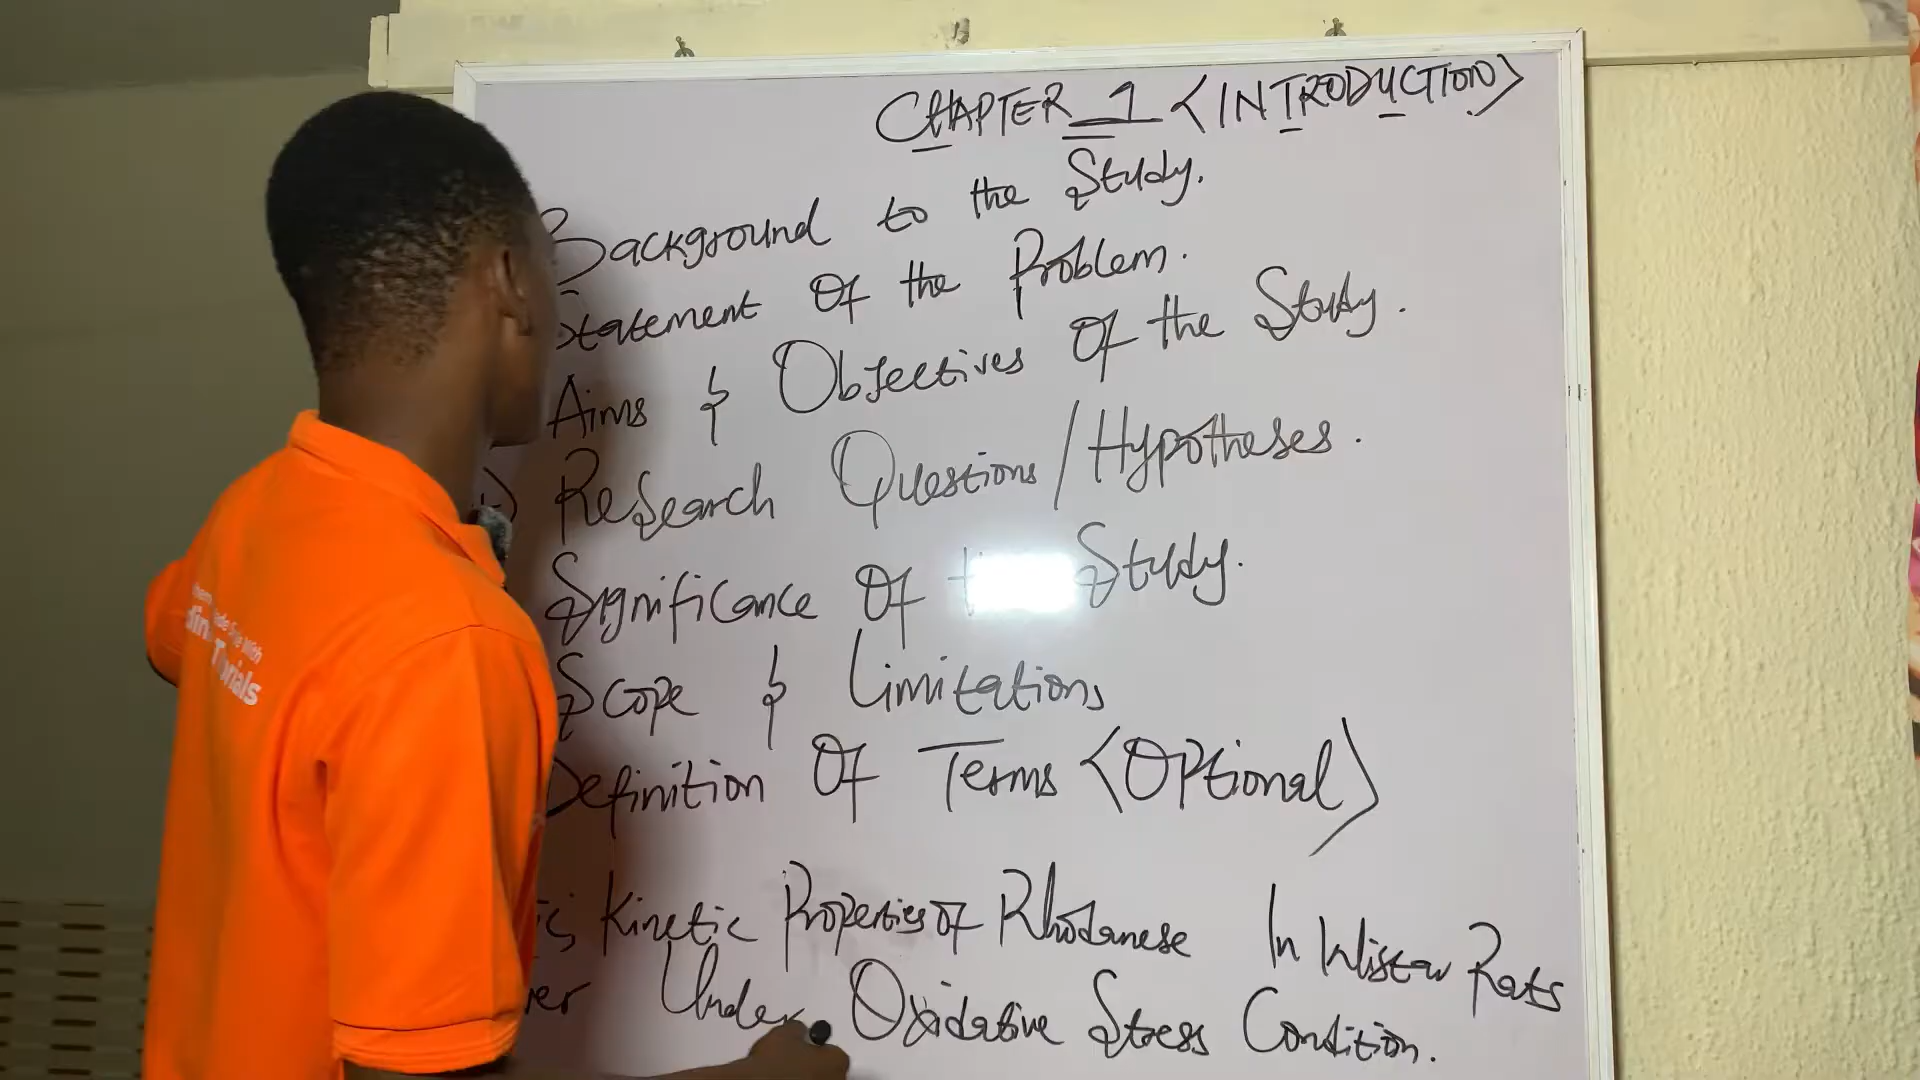 CHAPTER 1 <INTRODUCTION>
Background to the Study.
Statement Of the Problem.
Aims & Objectives Of the Study.
Research Questions/Hypotheses.
Significance Of Study.
Scope & Limitations
Definition Of Terms <Optional>
Kinetic Properties of Rhodanese In Wistar Rats
Under Oxidative Stress Condition.
With